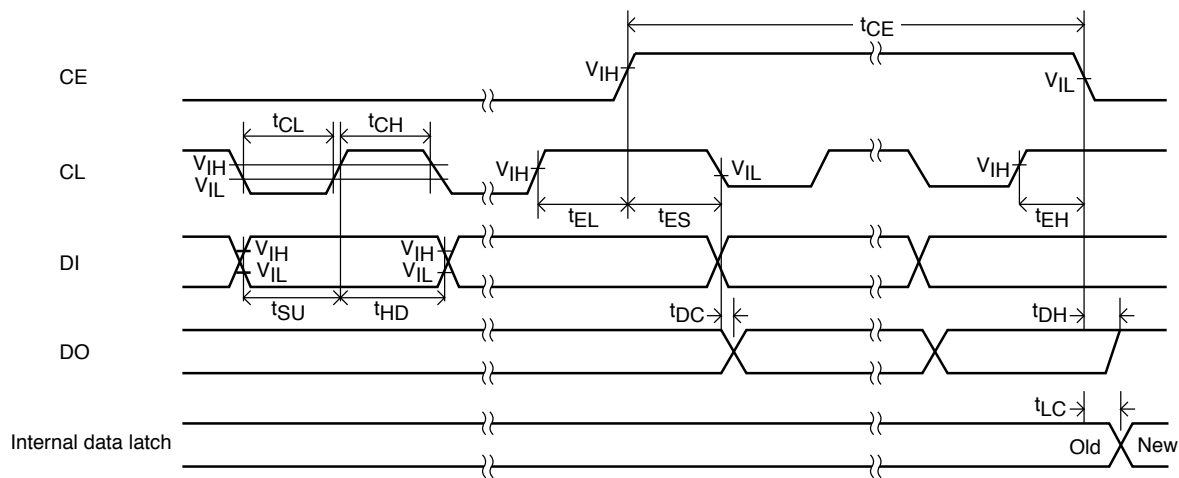 tCE
CE
VIH
VIL
tCL
tCH
CL
VIH
VIL
VIH
VIL
VIH
tEL
tES
tEH
DI
VIH
VIL
VIH
VIL
tSU
tHD
tDC
tDH
DO
tLC
Internal data latch
Old
New